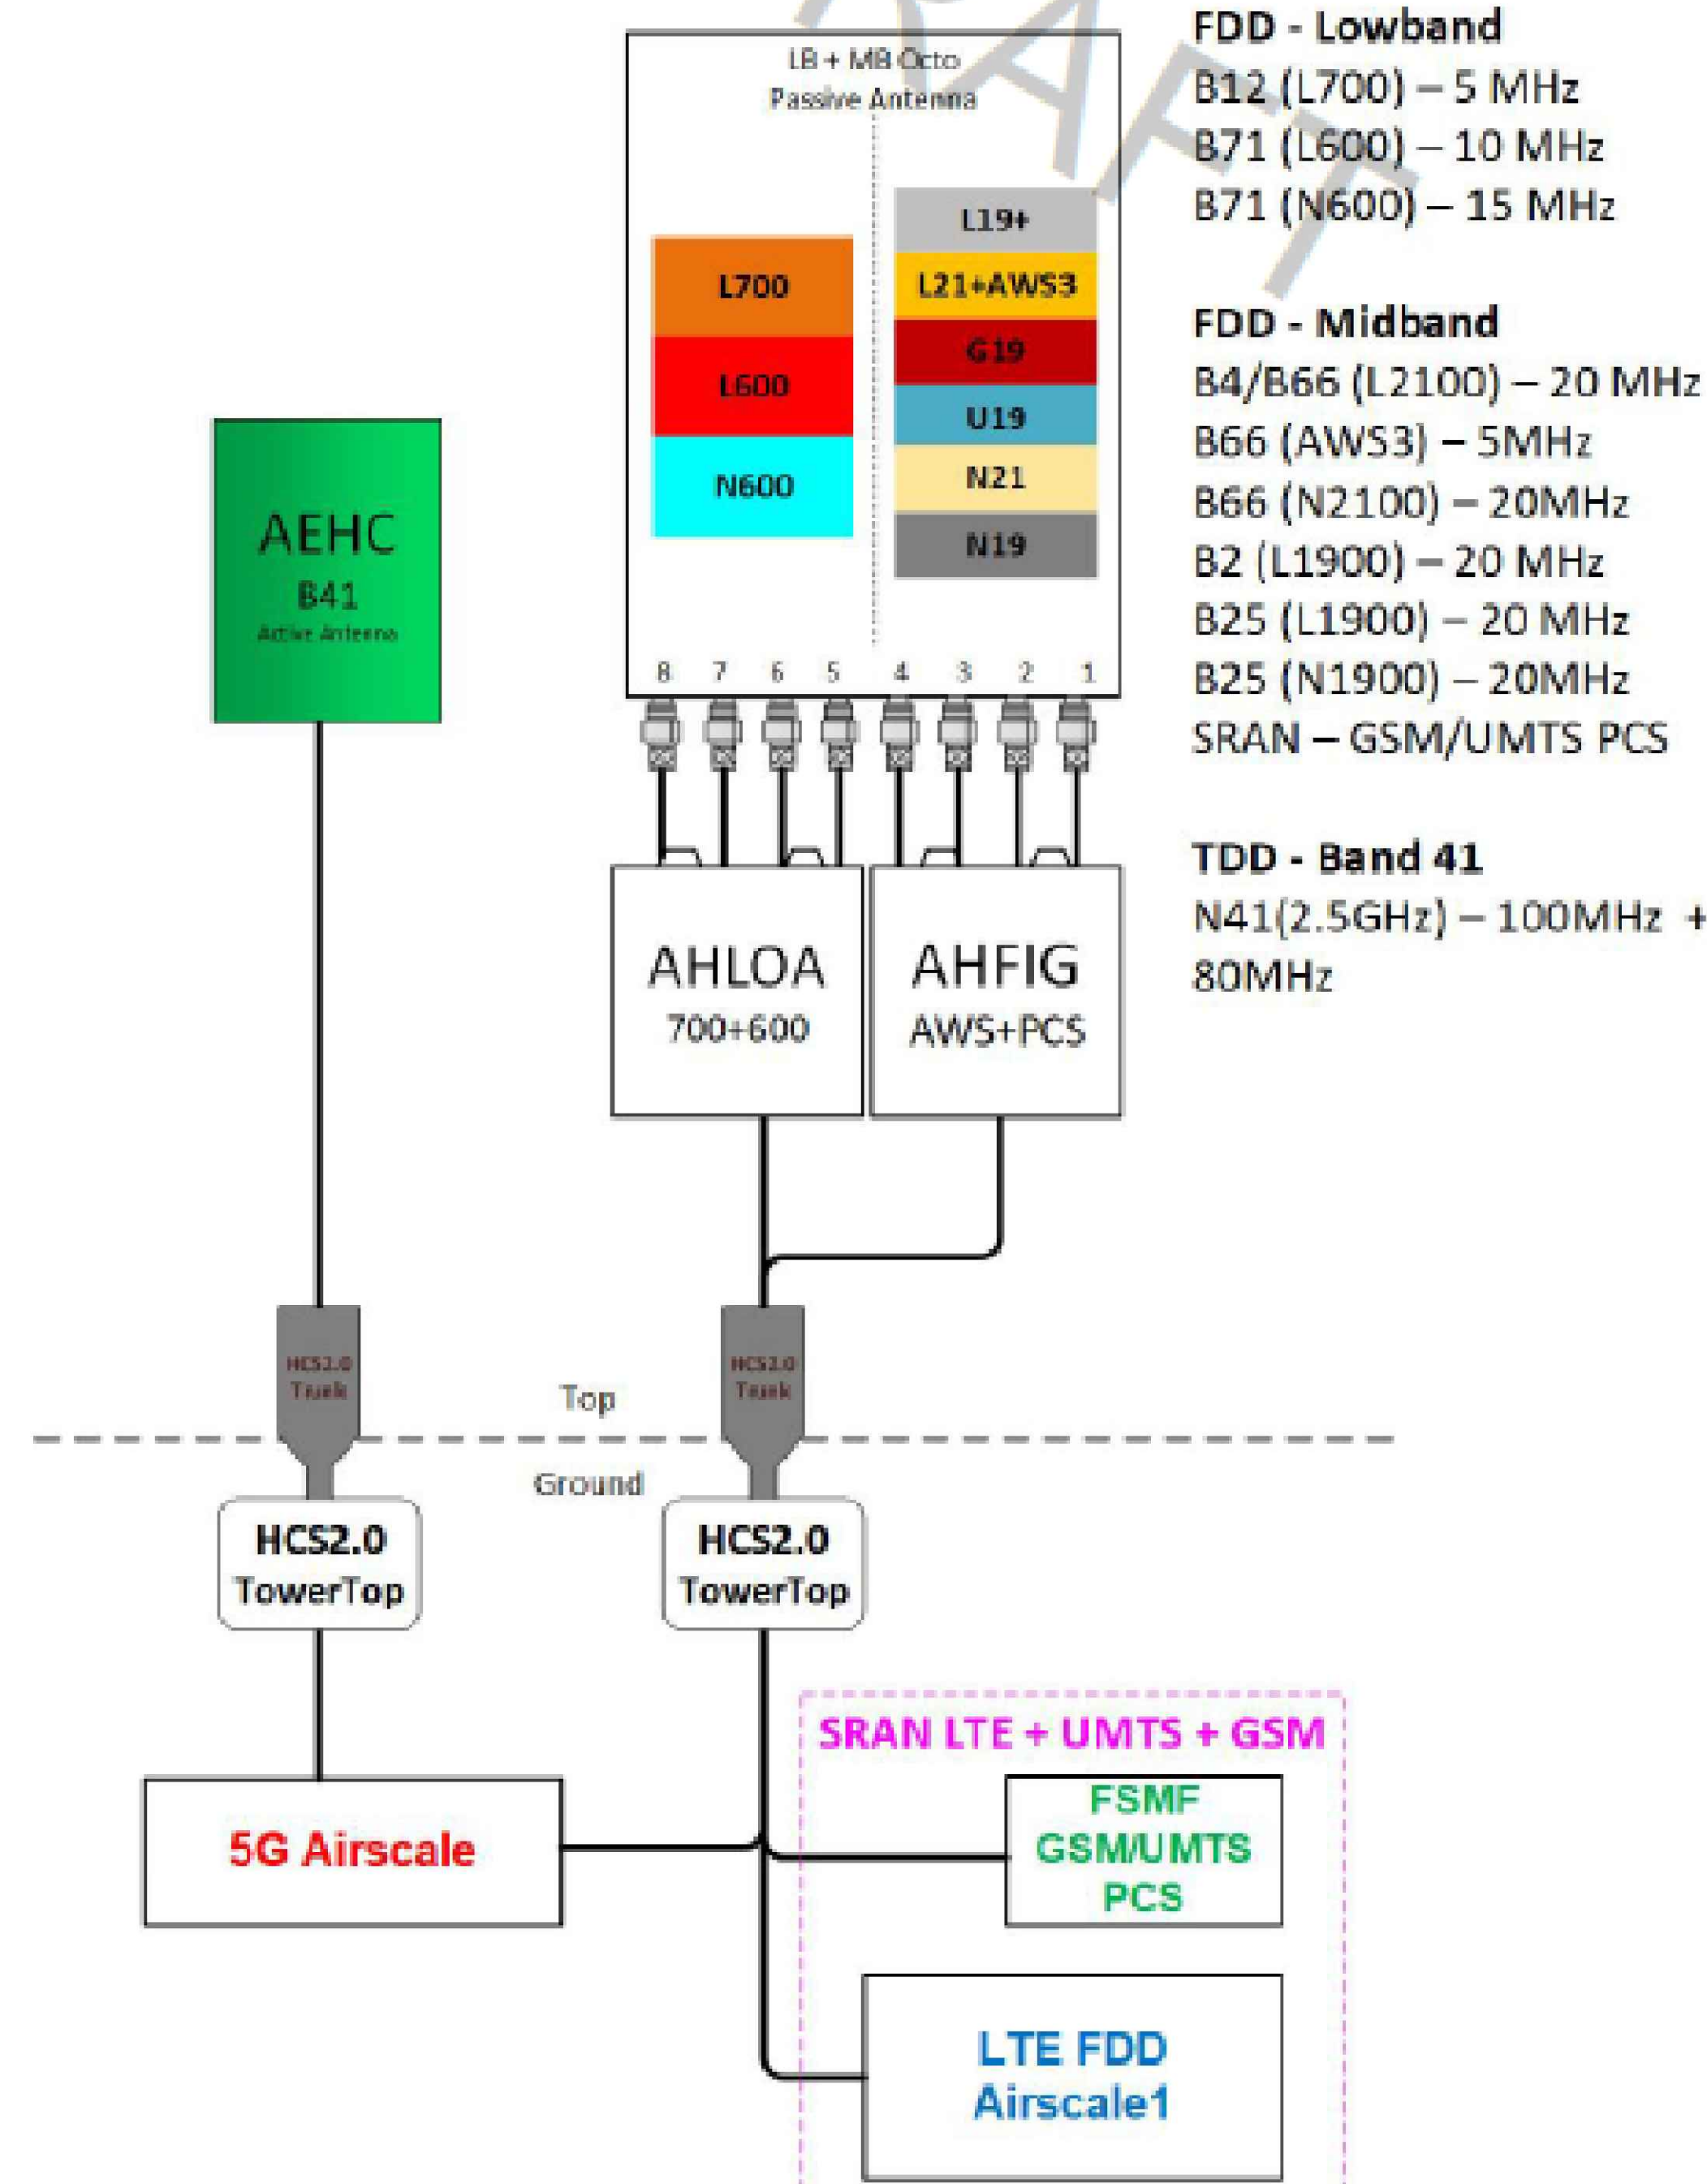 RAFT
LB + MB Octo
Passive Antenna
L700
L600
N600
L19+
L21+AWS3
G19
U19
N21
N19
8 7 6 5 4 3 2 1
AEHC
B41
Active Antenna
AHLOA
700+600
AHFIG
AWS+PCS
HCS2.0
Trunk
HCS2.0
Trunk
Top
Ground
HCS2.0
TowerTop
HCS2.0
TowerTop
5G Airscale
SRAN LTE + UMTS + GSM
FSMF
GSM/UMTS
PCS
LTE FDD
Airscale1
FDD - Lowband
B12 (L700) – 5 MHz
B71 (L600) – 10 MHz
B71 (N600) – 15 MHz
FDD - Midband
B4/B66 (L2100) – 20 MHz
B66 (AWS3) – 5MHz
B66 (N2100) – 20MHz
B2 (L1900) – 20 MHz
B25 (L1900) – 20 MHz
B25 (N1900) – 20MHz
SRAN – GSM/UMTS PCS
TDD - Band 41
N41(2.5GHz) – 100MHz +
80MHz